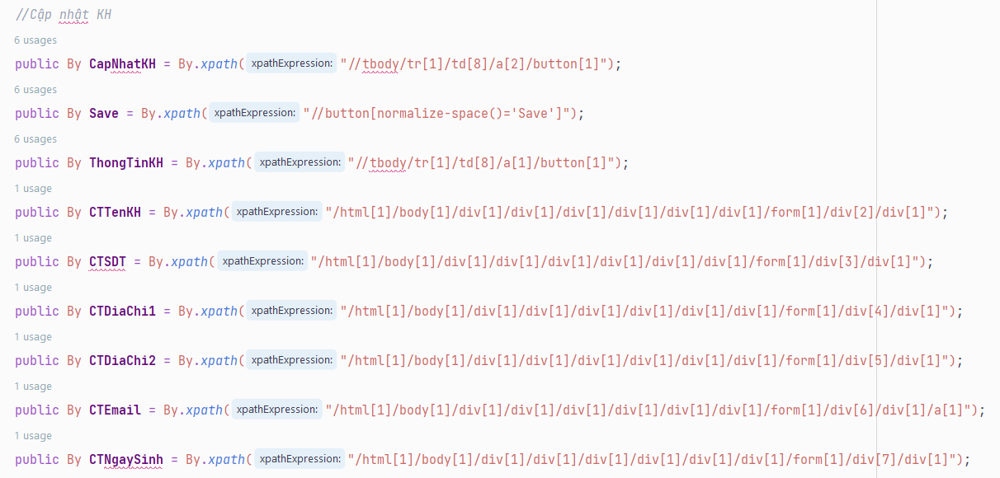 //Cập nhật KH
6 usages
public By CapNhatKH = By.xpath( xpathExpression: "//tbody/tr[1]/td[8]/a[2]/button[1]");
6 usages
public By Save = By.xpath( xpathExpression: "//button[normalize-space()='Save']");
6 usages
public By ThongTinKH = By.xpath( xpathExpression: "//tbody/tr[1]/td[8]/a[1]/button[1]");
1 usage
public By CTTenKH = By.xpath( xpathExpression: "/html[1]/body[1]/div[1]/div[1]/div[1]/div[1]/div[1]/div[1]/form[1]/div[2]/div[1]");
1 usage
public By CTSDT = By.xpath( xpathExpression: "/html[1]/body[1]/div[1]/div[1]/div[1]/div[1]/div[1]/div[1]/form[1]/div[3]/div[1]");
1 usage
public By CTDiaChi1 = By.xpath( xpathExpression: "/html[1]/body[1]/div[1]/div[1]/div[1]/div[1]/div[1]/div[1]/form[1]/div[4]/div[1]");
1 usage
public By CTDiaChi2 = By.xpath( xpathExpression: "/html[1]/body[1]/div[1]/div[1]/div[1]/div[1]/div[1]/div[1]/form[1]/div[5]/div[1]");
1 usage
public By CTEmail = By.xpath( xpathExpression: "/html[1]/body[1]/div[1]/div[1]/div[1]/div[1]/div[1]/div[1]/form[1]/div[6]/div[1]/a[1]");
1 usage
public By CTNgaySinh = By.xpath( xpathExpression: "/html[1]/body[1]/div[1]/div[1]/div[1]/div[1]/div[1]/div[1]/form[1]/div[7]/div[1]");